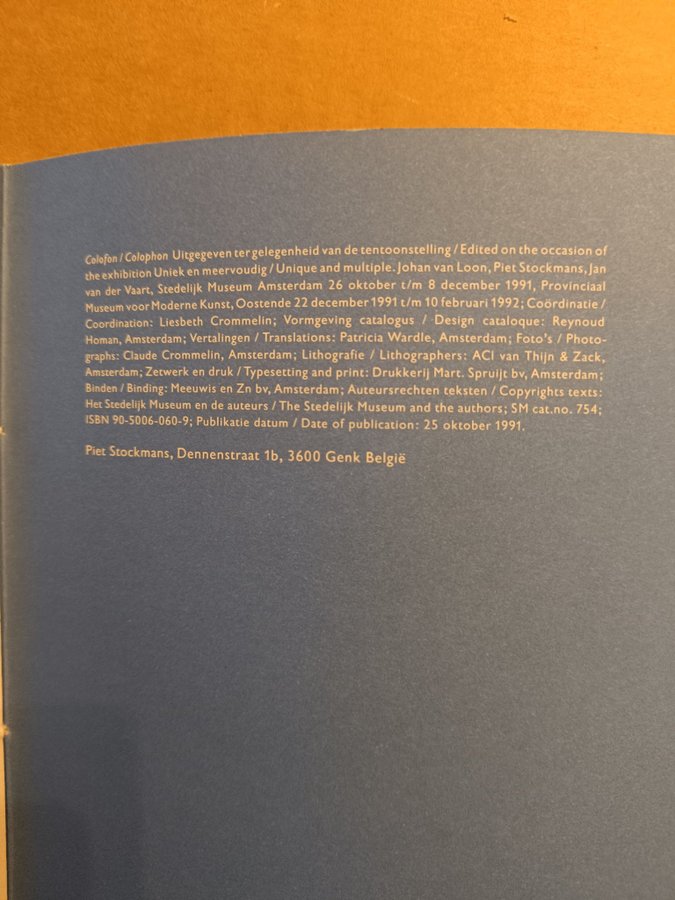 Colofon / Colophon Uitgegeven ter gelegenheid van de tentoonstelling / Edited on the occasion of
the exhibition Uniek en meervoudig / Unique and multiple. Johan van Loon, Piet Stockmans, Jan
van der Vaart, Stedelijk Museum Amsterdam 26 oktober t/m 8 december 1991, Provinciaal
Museum voor Moderne Kunst, Oostende 22 december 1991 t/m 10 februari 1992; Coördinatie /
Coordination: Liesbeth Crommelin; Vormgeving catalogus / Design cataloque: Reynoud
Homan, Amsterdam; Vertalingen / Translations: Patricia Wardle, Amsterdam; Foto's / Photo-
graphs: Claude Crommelin, Amsterdam; Lithografie / Lithographers: ACI van Thijn & Zack,
Amsterdam; Zetwerk en druk / Typesetting and print: Drukkerij Mart. Spruijt bv, Amsterdam;
Binden / Binding: Meeuwis en Zn bv, Amsterdam; Auteursrechten teksten / Copyrights texts:
Het Stedelijk Museum en de auteurs / The Stedelijk Museum and the authors; SM cat.no. 754;
ISBN 90-5006-060-9; Publikatie datum / Date of publication: 25 oktober 1991.
Piet Stockmans, Dennenstraat 1b, 3600 Genk België